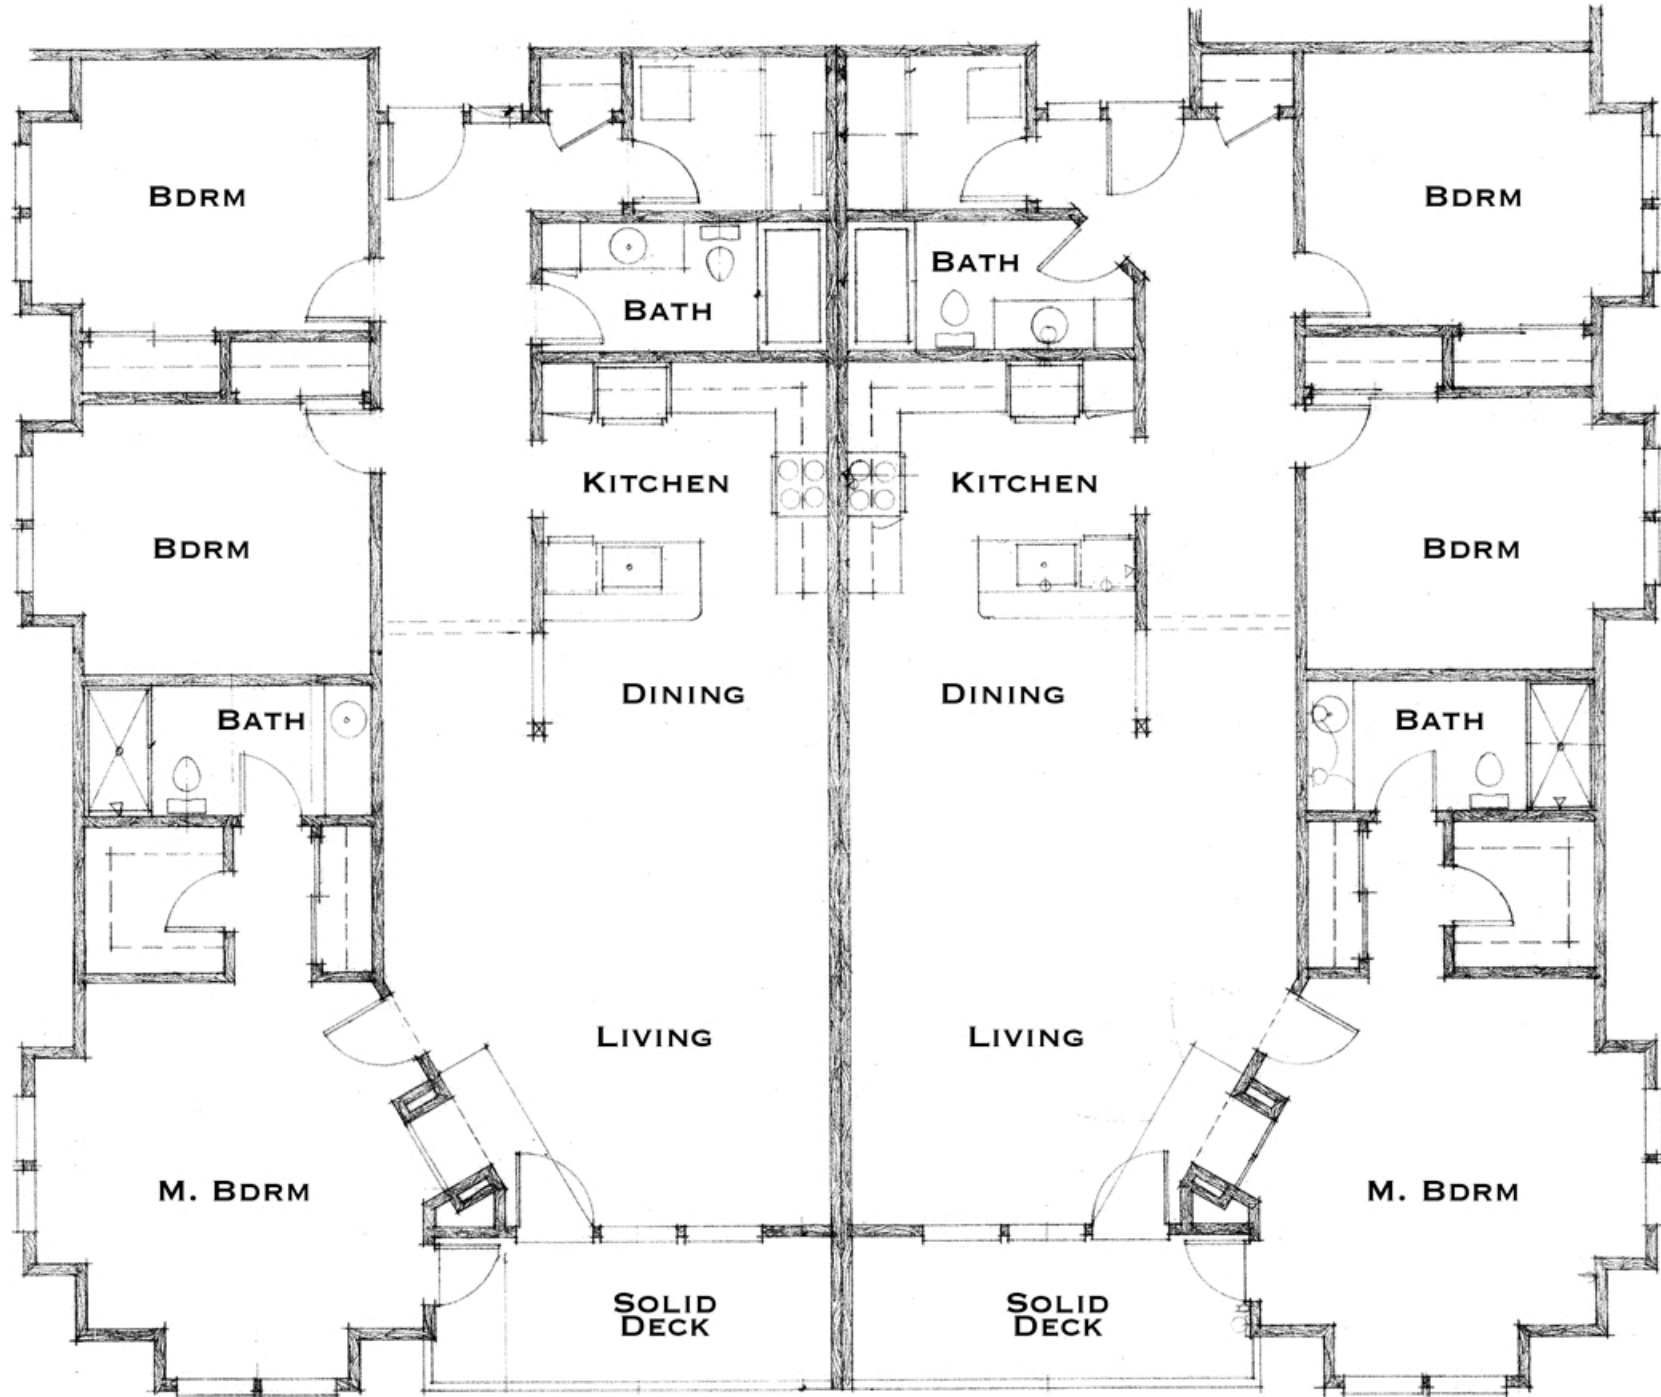 BDRM
BDRM
BATH
BATH
KITCHEN
KITCHEN
BDRM
BDRM
DINING
DINING
BATH
BATH
LIVING
LIVING
M. BDRM
M. BDRM
SOLID
DECK
SOLID
DECK